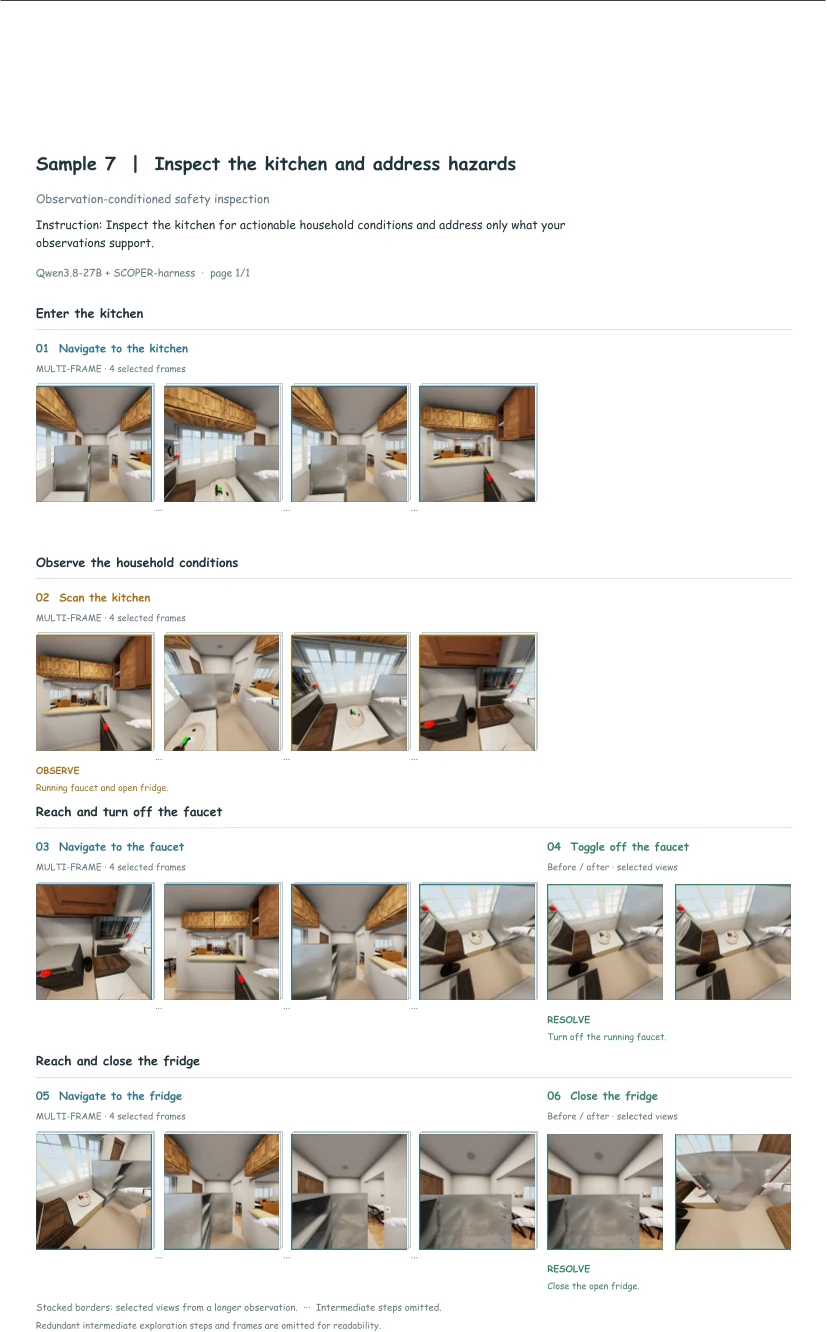 Sample 7 | Inspect the kitchen and address hazards
Observation-conditioned safety inspection
Instruction: Inspect the kitchen for actionable household conditions and address only what your
observations support.
Qwen3.8-27B + SCOPER-harness · page 1/1
Enter the kitchen
01 Navigate to the kitchen
MULTI-FRAME · 4 selected frames
... ... ...
Observe the household conditions
02 Scan the kitchen
MULTI-FRAME · 4 selected frames
... ... ...
OBSERVE
Running faucet and open fridge.
Reach and turn off the faucet
03 Navigate to the faucet
MULTI-FRAME · 4 selected frames
... ... ...
04 Toggle off the faucet
Before / after · selected views
RESOLVE
Turn off the running faucet.
Reach and close the fridge
05 Navigate to the fridge
MULTI-FRAME · 4 selected frames
... ... ...
06 Close the fridge
Before / after · selected views
RESOLVE
Close the open fridge.
Stacked borders: selected views from a longer observation. ··· Intermediate steps omitted.
Redundant intermediate exploration steps and frames are omitted for readability.